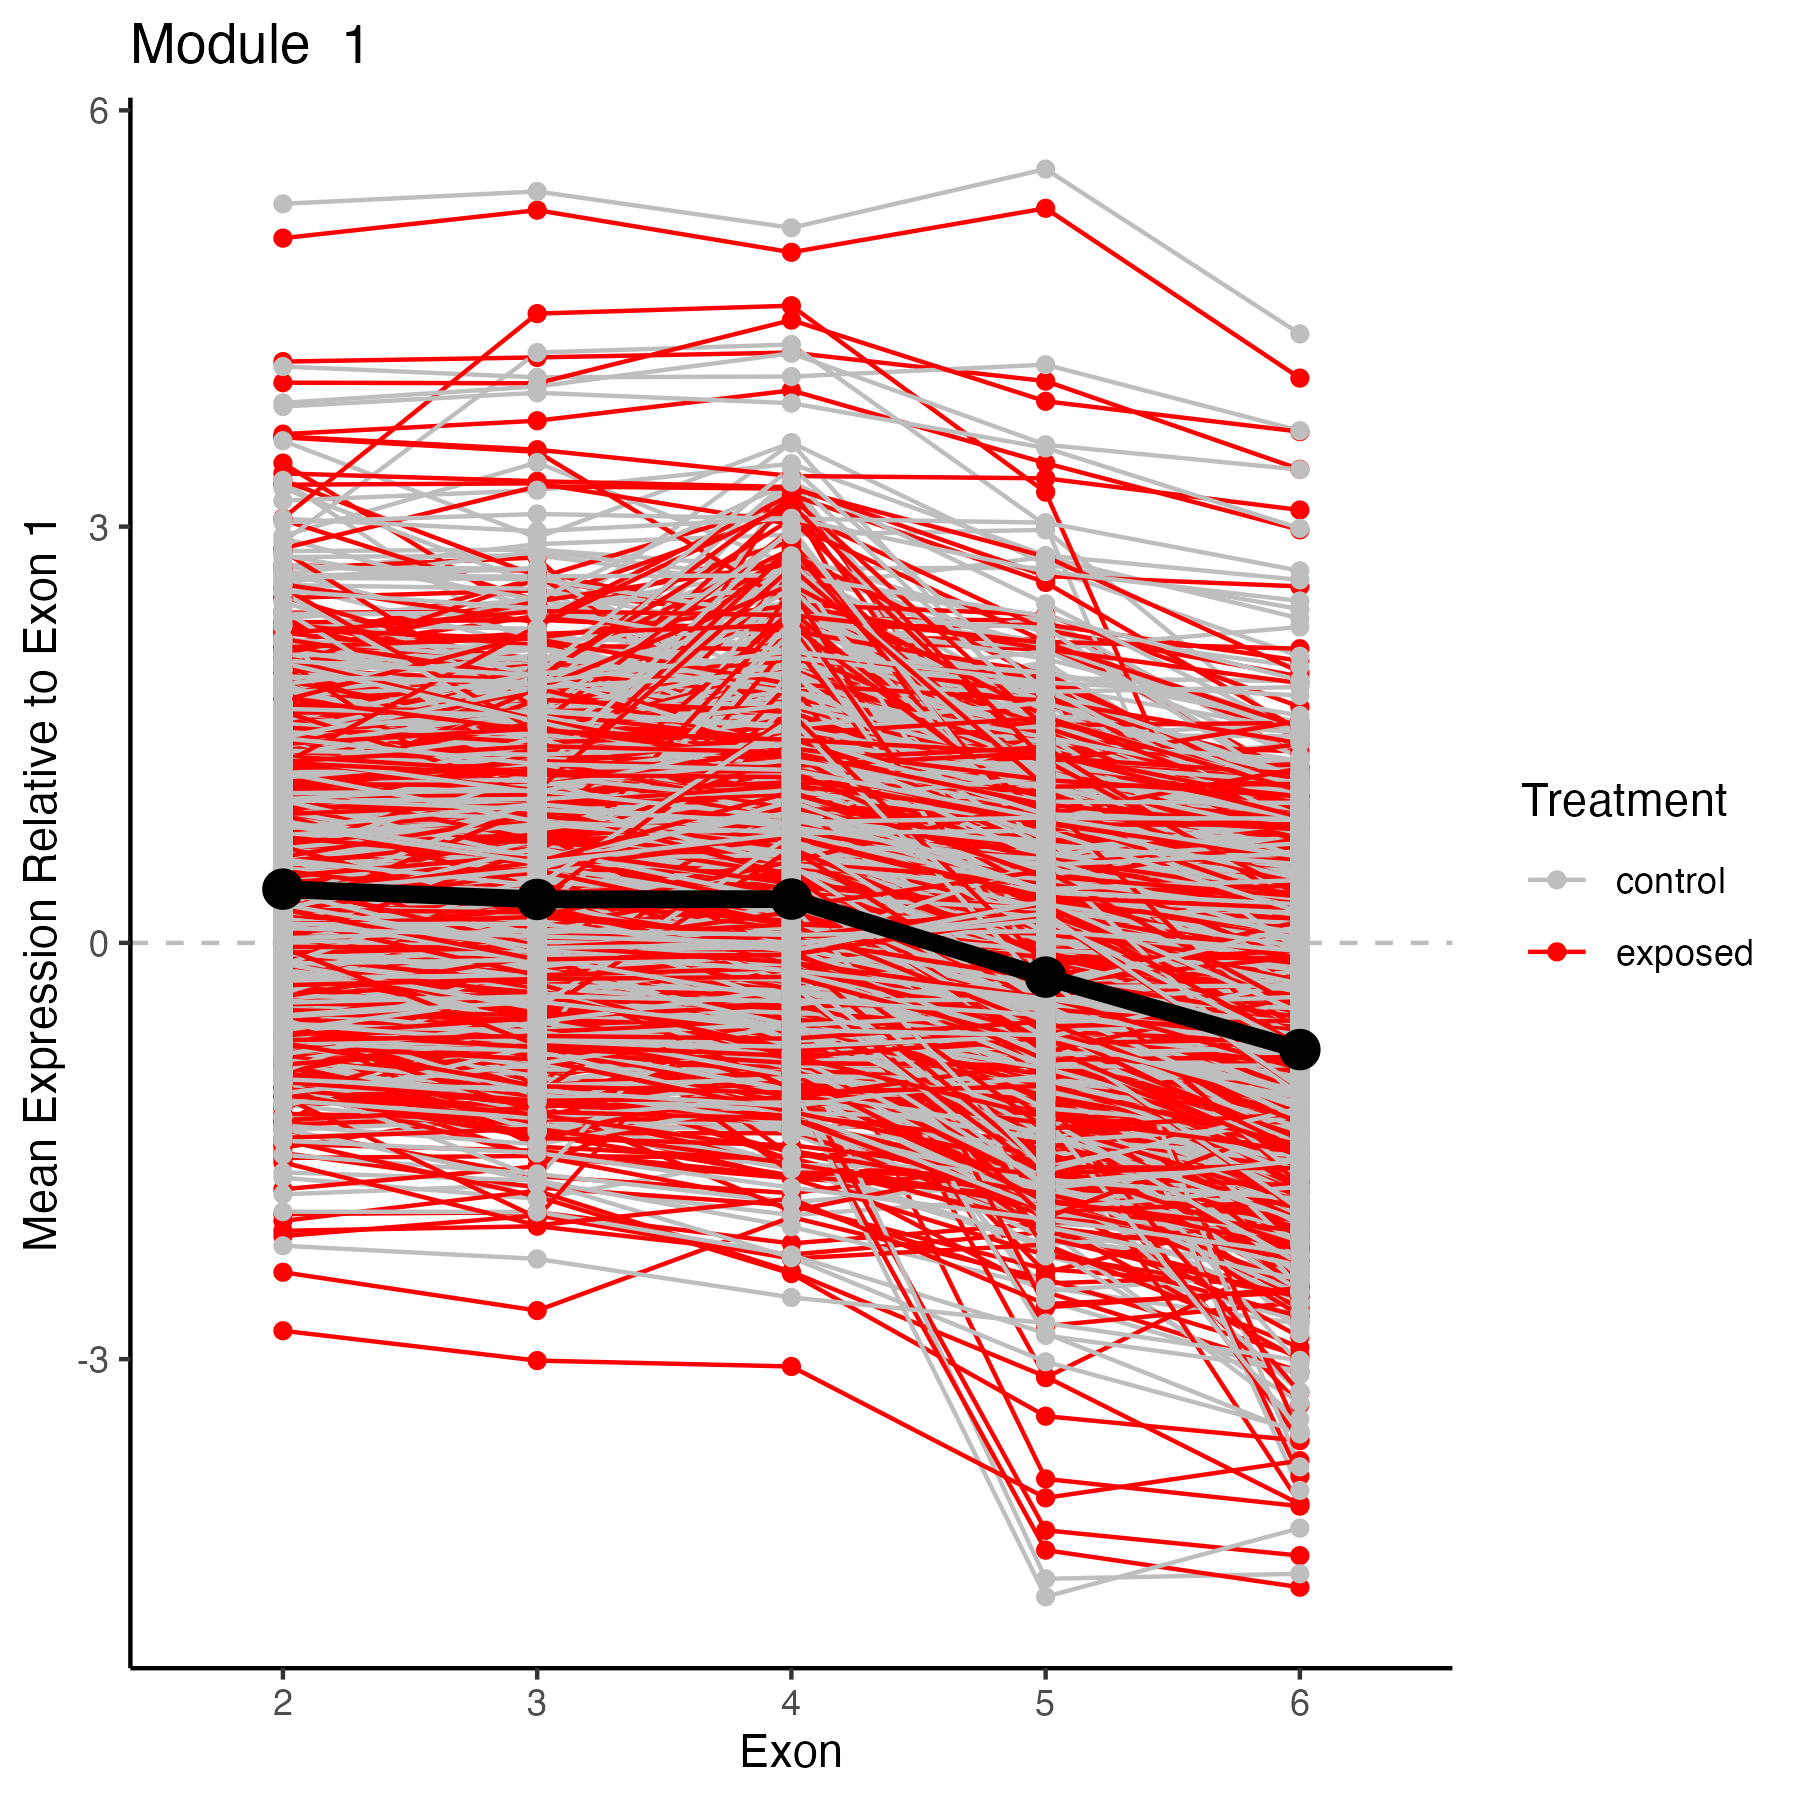 Module 1
Mean Expression Relative to Exon 1
6
3
0
-3
2 3 4 5 6
Exon
Treatment
control
exposed